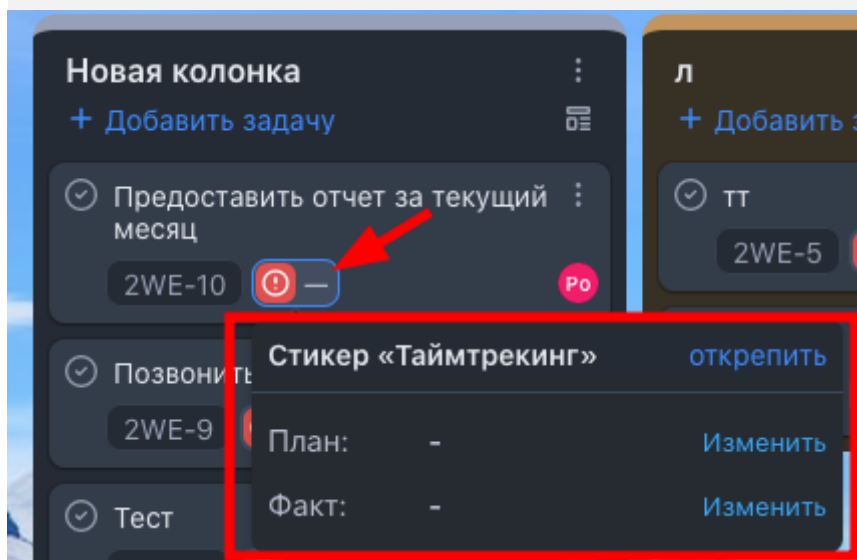 Новая колонка
+ Добавить задачу
Предоставить отчет за текущий
месяц
2WE-10 —
Po
Позвонить
2WE-9
Тест
л
+ Добавить
тт
2WE-5
Стикер «Таймтрекинг» открепить
План: - Изменить
Факт: - Изменить